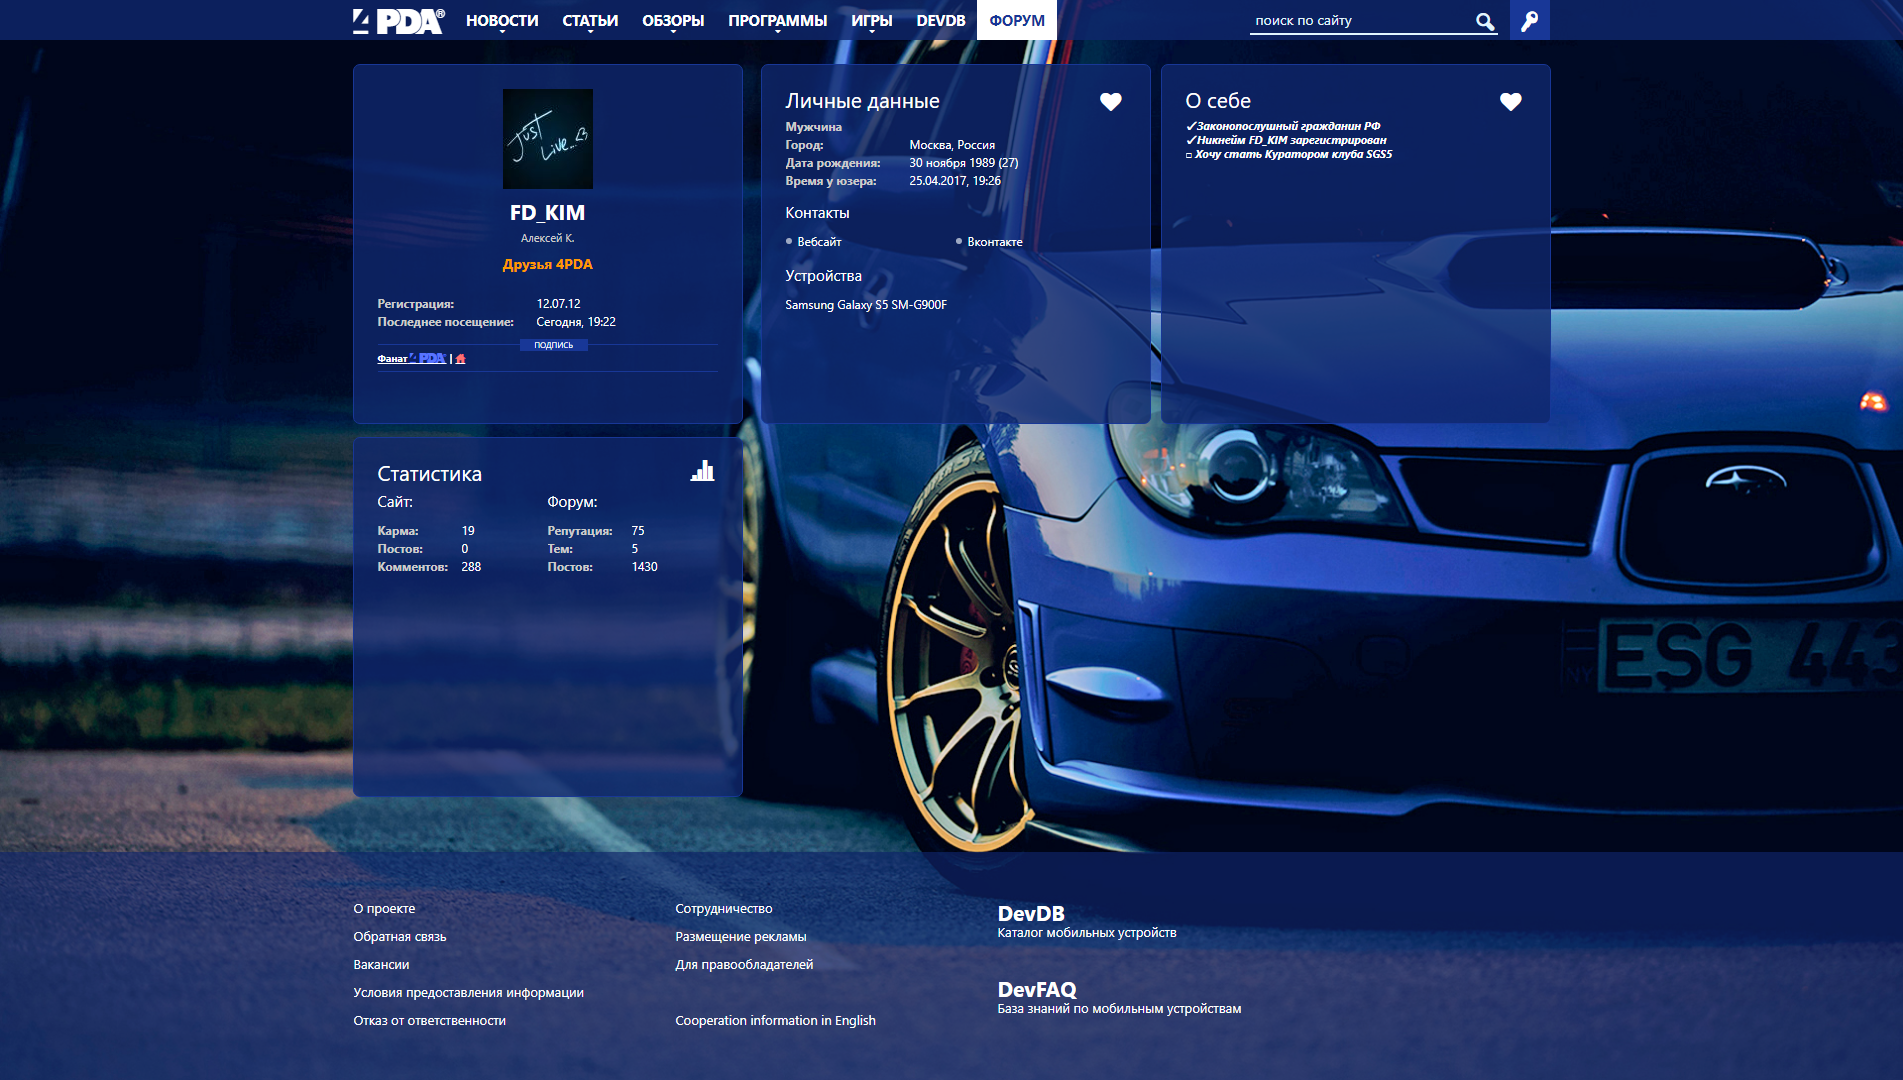 4PDA® НОВОСТИ СТАТЬИ ОБЗОРЫ ПРОГРАММЫ ИГРЫ DEVDB ФОРУМ поиск по сайту
Just
Live...<3
FD_KIM
Алексей К.
Друзья 4PDA
Регистрация: 12.07.12
Последнее посещение: Сегодня, 19:22
ПОДПИСЬ
Фанат 4PDA |
Личные данные
Мужчина
Город: Москва, Россия
Дата рождения: 30 ноября 1989 (27)
Время у юзера: 25.04.2017, 19:26
Контакты
Вебсайт Вконтакте
Устройства
Samsung Galaxy S5 SM-G900F
О себе
✓Законопослушный гражданин РФ
✓Никнейм FD_KIM зарегистрирован
□ Хочу стать Куратором клуба SGS5
Статистика
Сайт: Форум:
Карма: 19 Репутация: 75
Постов: 0 Тем: 5
Комментов: 288 Постов: 1430
NY ESG 443
О проекте
Обратная связь
Вакансии
Условия предоставления информации
Отказ от ответственности
Сотрудничество
Размещение рекламы
Для правообладателей
Cooperation information in English
DevDB
Каталог мобильных устройств
DevFAQ
База знаний по мобильным устройствам